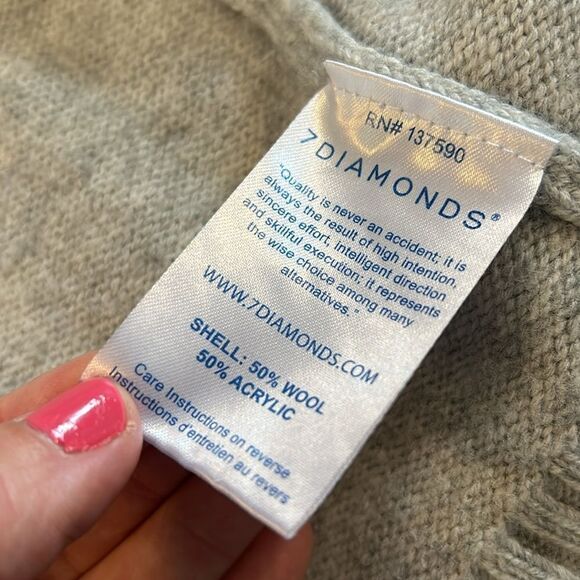 RN# 137590
7DIAMONDS®
"Quality is never an accident; it is
always the result of high intention,
sincere effort, intelligent direction
and skillful execution; it represents
the wise choice among many
alternatives."
WWW.7DIAMONDS.COM
SHELL: 50% WOOL
50% ACRYLIC
Care Instructions on reverse
Instructions d'entretien au revers